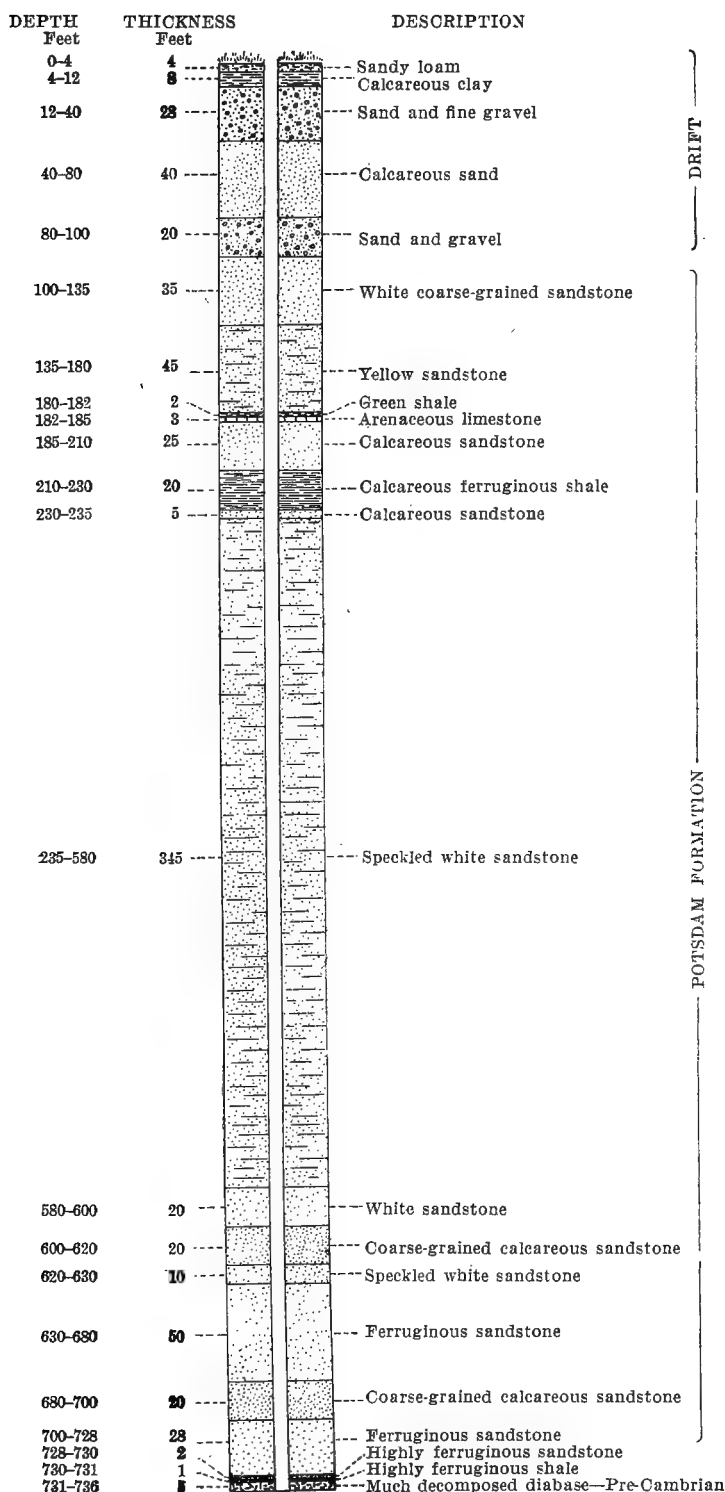 DEPTH THICKNESS DESCRIPTION
Feet Feet
0–4 4 Sandy loam
4–12 8 Calcareous clay
12–40 28 Sand and fine gravel
40–80 40 Calcareous sand
80–100 20 Sand and gravel
DRIFT
100–135 35 White coarse-grained sandstone
135–180 45 Yellow sandstone
180–182 2 Green shale
182–185 3 Arenaceous limestone
185–210 25 Calcareous sandstone
210–230 20 Calcareous ferruginous shale
230–235 5 Calcareous sandstone
235–580 345 Speckled white sandstone
580–600 20 White sandstone
600–620 20 Coarse-grained calcareous sandstone
620–630 10 Speckled white sandstone
630–680 50 Ferruginous sandstone
680–700 20 Coarse-grained calcareous sandstone
700–728 28 Ferruginous sandstone
728–730 2 Highly ferruginous sandstone
730–731 1 Highly ferruginous shale
731–736 5 Much decomposed diabase—Pre-Cambrian
POTSDAM FORMATION